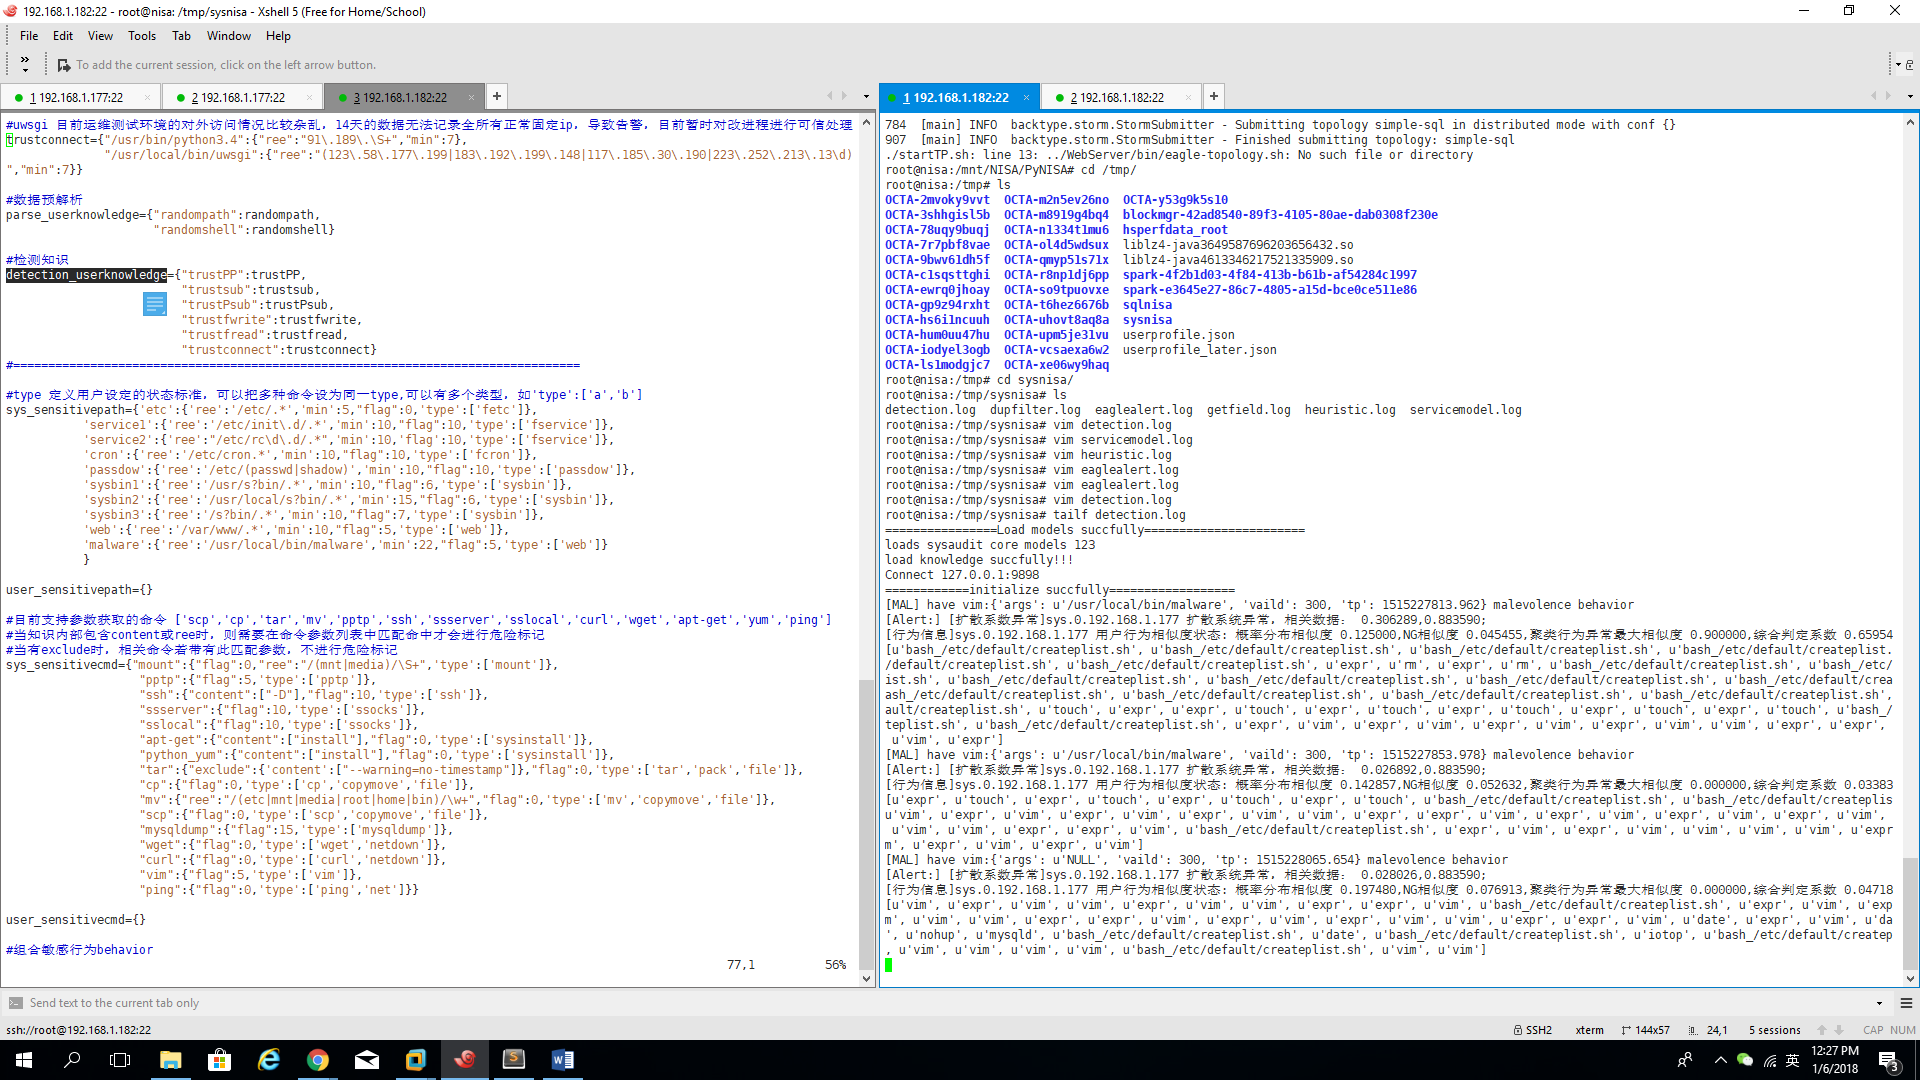 192.168.1.182:22 - root@nisa: /tmp/sysnisa - Xshell 5 (Free for Home/School)
File Edit View Tools Tab Window Help
To add the current session, click on the left arrow button.
1 192.168.1.177:22 2 192.168.1.177:22 3 192.168.1.182:22
#uwsgi 目前运维测试环境的对外访问情况比较杂乱，14天的数据无法记录全所有正常固定ip，导致告警，目前暂时对改进程进行可信处理
trustconnect={"/usr/bin/python3.4":{"ree":"91\.189\.\S+","min":7},
"/usr/local/bin/uwsgi":{"ree":"(123\.58\.177\.199|183\.192\.199\.148|117\.185\.30\.190|223\.252\.213\.13\d)
","min":7}}
#数据预解析
parse_userknowledge={"randompath":randompath,
"randomshell":randomshell}
#检测知识
detection_userknowledge={"trustPP":trustPP,
"trustsub":trustsub,
"trustPsub":trustPsub,
"trustfwrite":trustfwrite,
"trustfread":trustfread,
"trustconnect":trustconnect}
#=================================================================================
#type 定义用户设定的状态标准，可以把多种命令设为同一type,可以有多个类型，如'type':['a','b']
sys_sensitivepath={'etc':{'ree':'/etc/.*','min':5,"flag":0,'type':['fetc']},
'service1':{'ree':'/etc/init\.d/.*','min':10,"flag":10,'type':['fservice']},
'service2':{'ree':"/etc/rc\d\.d/.*",'min':10,'flag':10,'type':['fservice']},
'cron':{'ree':'/etc/cron.*','min':10,"flag":10,'type':['fcron']},
'passdow':{'ree':'/etc/(passwd|shadow)','min':10,"flag":10,'type':['passdow']},
'sysbin1':{'ree':'/usr/s?bin/.*','min':10,"flag":6,'type':['sysbin']},
'sysbin2':{'ree':'/usr/local/s?bin/.*','min':15,"flag":6,'type':['sysbin']},
'sysbin3':{'ree':'/s?bin/.*','min':10,"flag":7,'type':['sysbin']},
'web':{'ree':'/var/www/.*','min':10,"flag":5,'type':['web']},
'malware':{'ree':'/usr/local/bin/malware','min':22,"flag":5,'type':['web']}
}
user_sensitivepath={}
#目前支持参数获取的命令 ['scp','cp','tar','mv','pptp','ssh','ssserver','sslocal','curl','wget','apt-get','yum','ping']
#当知识内部包含content或ree时，则需要在命令参数列表中匹配命中才会进行危险标记
#当有exclude时，相关命令若带有此匹配参数，不进行危险标记
sys_sensitivecmd={"mount":{"flag":0,"ree":"/(mnt|media)/\S+",'type':['mount']},
"pptp":{"flag":5,'type':['pptp']},
"ssh":{"content":["-D"],"flag":10,'type':['ssh']},
"ssserver":{"flag":10,'type':['ssocks']},
"sslocal":{"flag":10,'type':['ssocks']},
"apt-get":{"content":["install"],"flag":0,'type':['sysinstall']},
"python_yum":{"content":["install"],"flag":0,'type':['sysinstall']},
"tar":{"exclude":{'content':["--warning=no-timestamp"]},"flag":0,'type':['tar','pack','file']},
"cp":{"flag":0,'type':['cp','copymove','file']},
"mv":{"ree":"/(etc|mnt|media|root|home|bin)/\w+","flag":0,'type':['mv','copymove','file']},
"scp":{"flag":0,'type':['scp','copymove','file']},
"mysqldump":{"flag":15,'type':['mysqldump']},
"wget":{"flag":0,'type':['wget','netdown']},
"curl":{"flag":0,'type':['curl','netdown']},
"vim":{"flag":5,'type':['vim']},
"ping":{"flag":0,'type':['ping','net']}}
user_sensitivecmd={}
#组合敏感行为behavior
77,1 56%
1 192.168.1.182:22 2 192.168.1.182:22
784 [main] INFO backtype.storm.StormSubmitter - Submitting topology simple-sql in distributed mode with conf {}
907 [main] INFO backtype.storm.StormSubmitter - Finished submitting topology: simple-sql
./startTP.sh: line 13: ../WebServer/bin/eagle-topology.sh: No such file or directory
root@nisa:/mnt/NISA/PyNISA# cd /tmp/
root@nisa:/tmp# ls
OCTA-2mvoky9vvt OCTA-m2n5ev26no OCTA-y53g9k5s10
OCTA-3shhgisl5b OCTA-m8919g4bq4 blockmgr-42ad8540-89f3-4105-80ae-dab0308f230e
OCTA-78uqy9buqj OCTA-n1334t1mu6 hsperfdata_root
OCTA-7r7pbf8vae OCTA-ol4d5wdsux liblz4-java3649587696203656432.so
OCTA-9bwv61dh5f OCTA-qmyp51s71x liblz4-java4613346217521335909.so
OCTA-c1sqsttghi OCTA-r8np1dj6pp spark-4f2b1d03-4f84-413b-b61b-af54284c1997
OCTA-ewrq0jhoay OCTA-so9tpuovxe spark-e3645e27-86c7-4805-a15d-bce0ce511e86
OCTA-gp9z94rxht OCTA-t6hez6676b sqlnisa
OCTA-hs6i1ncuuh OCTA-uhovt8aq8a sysnisa
OCTA-hum0uu47hu OCTA-upm5je31vu userprofile.json
OCTA-iodyel3ogb OCTA-vcsaexa6w2 userprofile_later.json
OCTA-ls1modgjc7 OCTA-xe06wy9haq
root@nisa:/tmp# cd sysnisa/
root@nisa:/tmp/sysnisa# ls
detection.log dupfilter.log eaglealert.log getfield.log heuristic.log servicemodel.log
root@nisa:/tmp/sysnisa# vim detection.log
root@nisa:/tmp/sysnisa# vim servicemodel.log
root@nisa:/tmp/sysnisa# vim heuristic.log
root@nisa:/tmp/sysnisa# vim eaglealert.log
root@nisa:/tmp/sysnisa# vim eaglealert.log
root@nisa:/tmp/sysnisa# vim detection.log
root@nisa:/tmp/sysnisa# tailf detection.log
================Load models succfully=======================
loads sysaudit core models 123
load knowledge succfully!!!
Connect 127.0.0.1:9898
============initialize succfully==================
[MAL] have vim:{'args': u'/usr/local/bin/malware', 'vaild': 300, 'tp': 1515227813.962} malevolence behavior
[Alert:] [扩散系数异常]sys.0.192.168.1.177 扩散系统异常，相关数据： 0.306289,0.883590;
[行为信息]sys.0.192.168.1.177 用户行为相似度状态: 概率分布相似度 0.125000,NG相似度 0.045455,聚类行为异常最大相似度 0.900000,综合判定系数 0.65954
[u'bash_/etc/default/createplist.sh', u'bash_/etc/default/createplist.sh', u'bash_/etc/default/createplist.sh', u'bash_/etc/default/createplist.
/default/createplist.sh', u'bash_/etc/default/createplist.sh', u'expr', u'rm', u'expr', u'rm', u'bash_/etc/default/createplist.sh', u'bash_/etc/
ist.sh', u'bash_/etc/default/createplist.sh', u'bash_/etc/default/createplist.sh', u'bash_/etc/default/createplist.sh', u'bash_/etc/default/crea
ash_/etc/default/createplist.sh', u'bash_/etc/default/createplist.sh', u'bash_/etc/default/createplist.sh', u'bash_/etc/default/createplist.sh',
ault/createplist.sh', u'touch', u'expr', u'touch', u'expr', u'touch', u'expr', u'touch', u'expr', u'touch', u'expr', u'touch', u'bash_/
teplist.sh', u'bash_/etc/default/createplist.sh', u'expr', u'vim', u'expr', u'vim', u'expr', u'vim', u'expr', u'vim', u'vim', u'expr', u'expr',
u'vim', u'expr']
[MAL] have vim:{'args': u'/usr/local/bin/malware', 'vaild': 300, 'tp': 1515227853.978} malevolence behavior
[Alert:] [扩散系数异常]sys.0.192.168.1.177 扩散系统异常，相关数据： 0.026892,0.883590;
[行为信息]sys.0.192.168.1.177 用户行为相似度状态: 概率分布相似度 0.142857,NG相似度 0.052632,聚类行为异常最大相似度 0.000000,综合判定系数 0.03383
[u'expr', u'touch', u'expr', u'touch', u'expr', u'touch', u'expr', u'touch', u'bash_/etc/default/createplist.sh', u'bash_/etc/default/createplis
u'vim', u'expr', u'vim', u'expr', u'vim', u'expr', u'vim', u'expr', u'vim', u'expr', u'vim', u'expr', u'vim', u'expr', u'vim', u'expr', u'vim',
u'vim', u'vim', u'expr', u'expr', u'vim', u'bash_/etc/default/createplist.sh', u'expr', u'vim', u'expr', u'vim', u'expr', u'vim', u'vim', u'expr
m', u'expr', u'vim', u'expr', u'vim']
[MAL] have vim:{'args': u'NULL', 'vaild': 300, 'tp': 1515228065.654} malevolence behavior
[Alert:] [扩散系数异常]sys.0.192.168.1.177 扩散系统异常，相关数据： 0.028026,0.883590;
[行为信息]sys.0.192.168.1.177 用户行为相似度状态: 概率分布相似度 0.197480,NG相似度 0.076913,聚类行为异常最大相似度 0.000000,综合判定系数 0.04718
[u'vim', u'expr', u'vim', u'expr', u'vim', u'vim', u'expr', u'expr', u'vim', u'bash_/etc/default/createplist.sh', u'expr', u'vim', u'vim', u'exp
m', u'vim', u'vim', u'expr', u'expr', u'vim', u'expr', u'vim', u'expr', u'vim', u'expr', u'vim', u'vim', u'date', u'expr', u'vim', u'da
', u'nohup', u'mysqld', u'bash_/etc/default/createplist.sh', u'date', u'bash_/etc/default/createplist.sh', u'iotop', u'bash_/etc/default/createp
, u'vim', u'vim', u'vim', u'vim', u'bash_/etc/default/createplist.sh', u'vim', u'vim']
Send text to the current tab only
ssh://root@192.168.1.182:22 SSH2 xterm 144x57 24,1 5 sessions CAP NUM
英 12:27 PM
1/6/2018
3